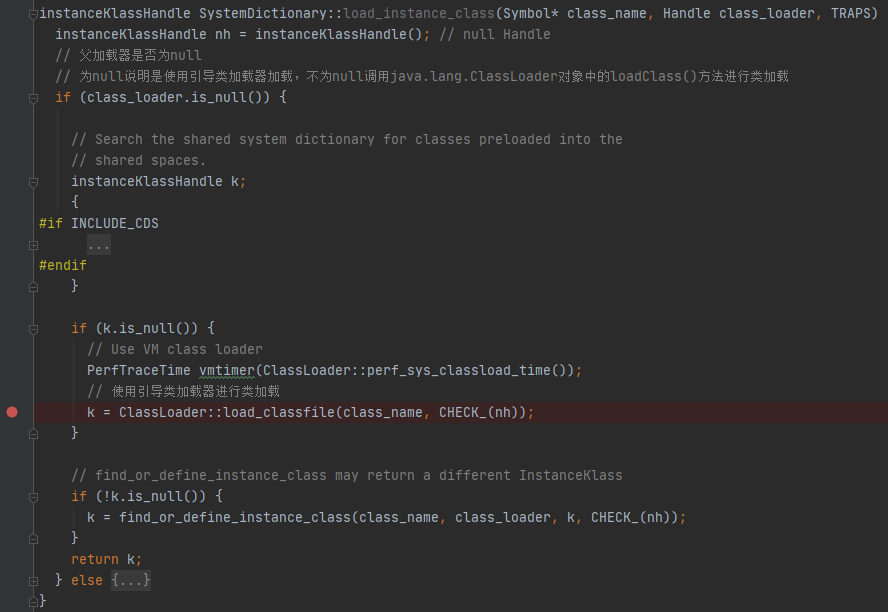 instanceKlassHandle SystemDictionary::load_instance_class(Symbol* class_name, Handle class_loader, TRAPS)
  instanceKlassHandle nh = instanceKlassHandle(); // null Handle
  // 父加载器是否为null
  // 为null说明是使用引导类加载器加载，不为null调用java.lang.ClassLoader对象中的loadClass()方法进行类加载
  if (class_loader.is_null()) {
    // Search the shared system dictionary for classes preloaded into the
    // shared spaces.
    instanceKlassHandle k;
    {
#if INCLUDE_CDS
      ...
#endif
    }
    if (k.is_null()) {
      // Use VM class loader
      PerfTraceTime vmtimer(ClassLoader::perf_sys_classload_time());
      // 使用引导类加载器进行类加载
      k = ClassLoader::load_classfile(class_name, CHECK_(nh));
    }
    // find_or_define_instance_class may return a different InstanceKlass
    if (!k.is_null()) {
      k = find_or_define_instance_class(class_name, class_loader, k, CHECK_(nh));
    }
    return k;
  } else {...}
}